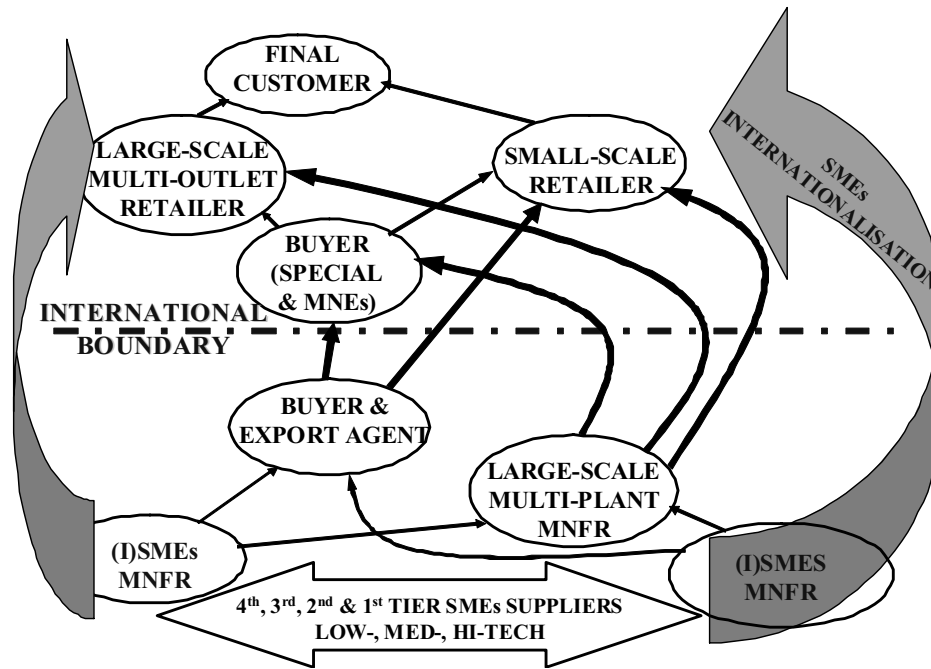 FINAL
CUSTOMER
LARGE-SCALE
MULTI-OUTLET
RETAILER
SMALL-SCALE
RETAILER
SMEs
INTERNATIONALISATION
BUYER
(SPECIAL
& MNEs)
INTERNATIONAL
BOUNDARY
BUYER &
EXPORT AGENT
LARGE-SCALE
MULTI-PLANT
MNFR
(I)SMEs
MNFR
(I)SMES
MNFR
4th, 3rd, 2nd & 1st TIER SMEs SUPPLIERS
LOW-, MED-, HI-TECH